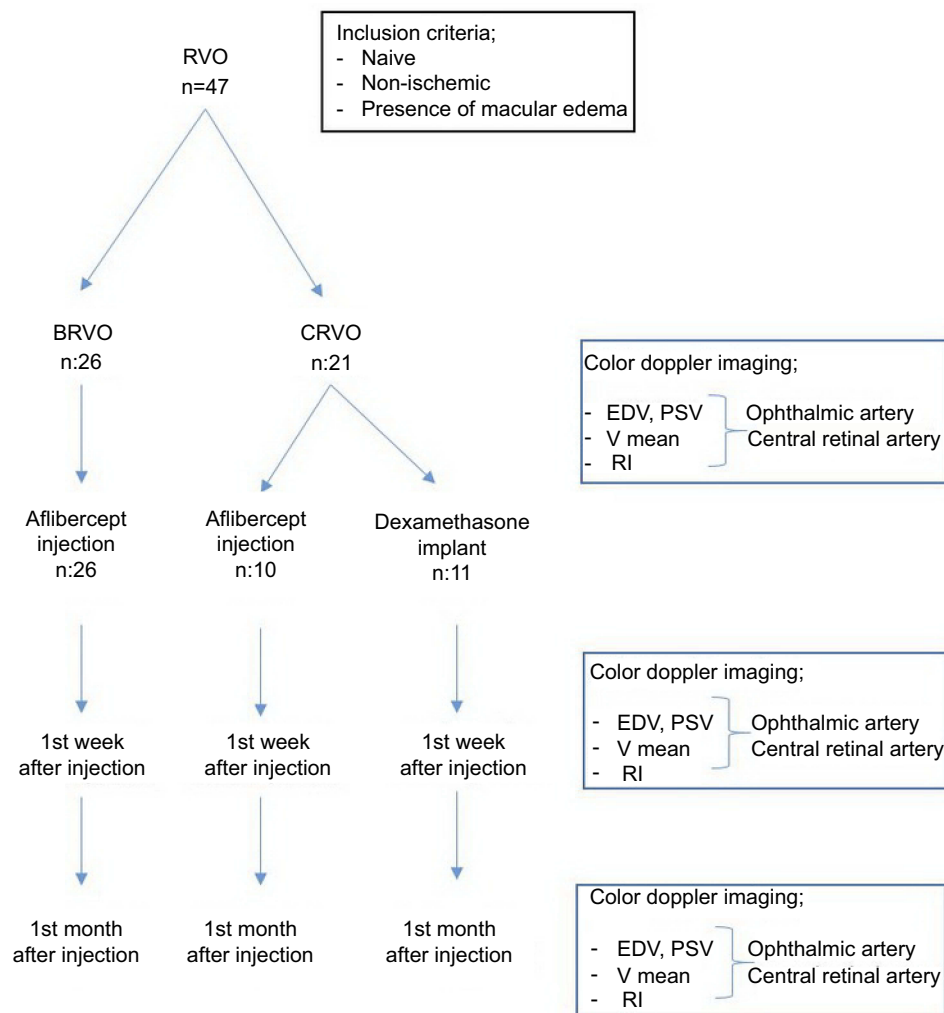 RVO
n=47
Inclusion criteria;
- Naive
- Non-ischemic
- Presence of macular edema
BRVO
n:26
CRVO
n:21
Color doppler imaging;
- EDV, PSV
- V mean
- RI
Ophthalmic artery
Central retinal artery
Aflibercept
injection
n:26
Aflibercept
injection
n:10
Dexamethasone
implant
n:11
Color doppler imaging;
- EDV, PSV
- V mean
- RI
Ophthalmic artery
Central retinal artery
1st week
after injection
1st week
after injection
1st week
after injection
Color doppler imaging;
- EDV, PSV
- V mean
- RI
Ophthalmic artery
Central retinal artery
1st month
after injection
1st month
after injection
1st month
after injection